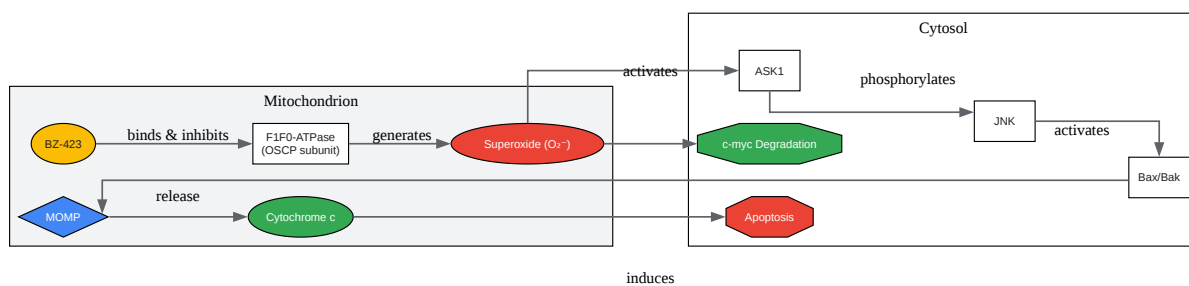 Cytosol
activates
ASK1
phosphorylates
Mitochondrion
BZ-423
binds & inhibits
F1F0-ATPase
(OSCP subunit)
generates
Superoxide (O₂⁻)
c-myc Degradation
JNK
activates
Bax/Bak
MOMP
release
Cytochrome c
Apoptosis
induces